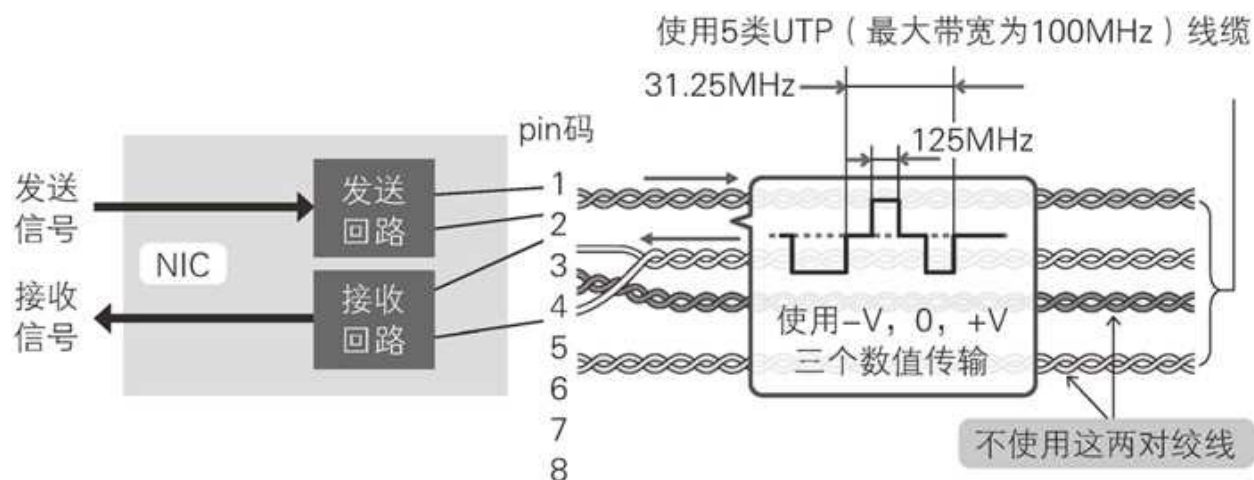 使用5类UTP（最大带宽为100MHz）线缆
31.25MHz
125MHz
pin码
发送
信号
接收
信号
NIC
发送
回路
接收
回路
1
2
3
4
5
6
7
8
使用–V，0，+V
三个数值传输
不使用这两对绞线